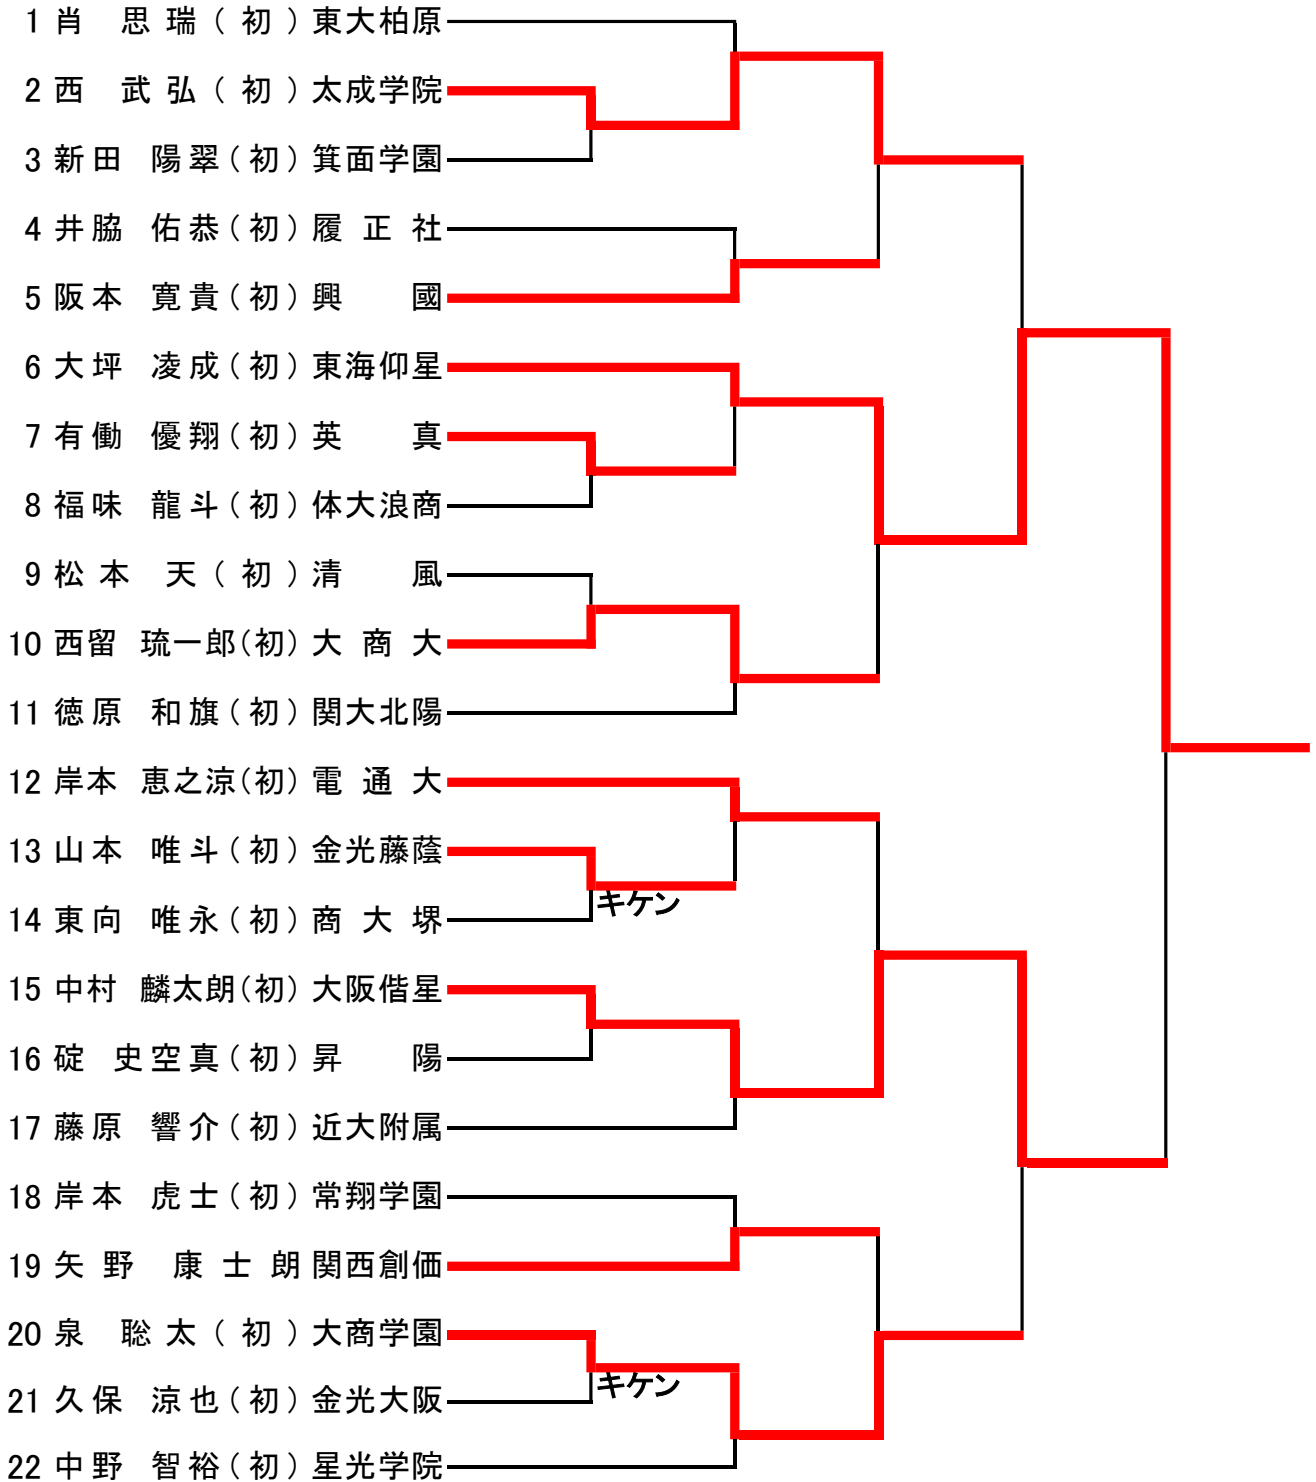 1 肖 思瑞(初) 東大柏原
2 西 武弘(初) 太成学院
3 新田 陽翠(初) 箕面学園
4 井脇 佑恭(初) 履正社
5 阪本 寛貴(初) 興國
6 大坪 凌成(初) 東海仰星
7 有働 優翔(初) 英真
8 福味 龍斗(初) 体大浪商
9 松本 天(初) 清風
10 西留 琉一郎(初) 大商大
11 徳原 和旗(初) 関大北陽
12 岸本 恵之涼(初) 電通大
13 山本 唯斗(初) 金光藤蔭
キケン
14 東向 唯永(初) 商大堺
15 中村 麟太朗(初) 大阪偕星
16 碇 史空真(初) 昇陽
17 藤原 響介(初) 近大附属
18 岸本 虎士(初) 常翔学園
19 矢野 康士朗 関西創価
20 泉 聡太(初) 大商学園
キケン
21 久保 涼也(初) 金光大阪
22 中野 智裕(初) 星光学院